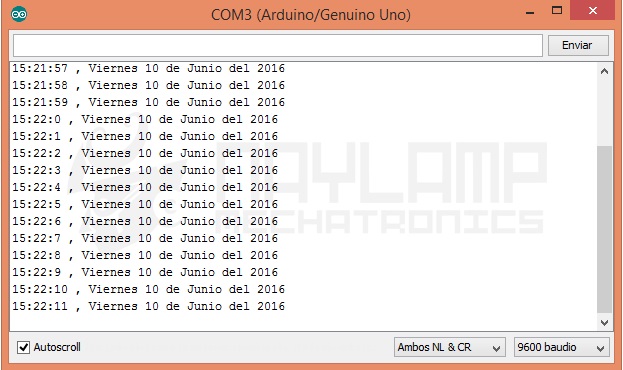 COM3 (Arduino/Genuino Uno)
Enviar
15:21:57 , Viernes 10 de Junio del 2016
15:21:58 , Viernes 10 de Junio del 2016
15:21:59 , Viernes 10 de Junio del 2016
15:22:0 , Viernes 10 de Junio del 2016
15:22:1 , Viernes 10 de Junio del 2016
15:22:2 , Viernes 10 de Junio del 2016
15:22:3 , Viernes 10 de Junio del 2016
15:22:4 , Viernes 10 de Junio del 2016
15:22:5 , Viernes 10 de Junio del 2016
15:22:6 , Viernes 10 de Junio del 2016
15:22:7 , Viernes 10 de Junio del 2016
15:22:8 , Viernes 10 de Junio del 2016
15:22:9 , Viernes 10 de Junio del 2016
15:22:10 , Viernes 10 de Junio del 2016
15:22:11 , Viernes 10 de Junio del 2016
NAYLAMP
MECHATRONICS
Autoscroll
Ambos NL & CR
9600 baudio